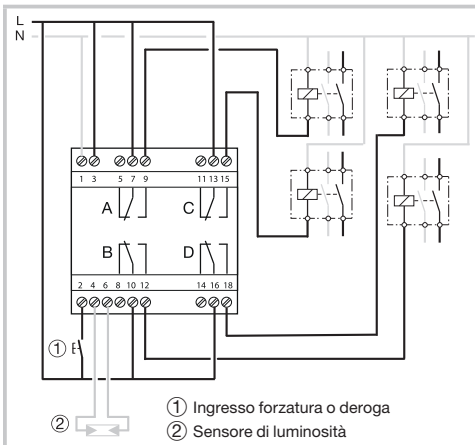 L
N
1 3 5 7 9 11 13 15
A C
B D
2 4 6 8 10 12 14 16 18
①
②
① Ingresso forzatura o deroga
② Sensore di luminosità